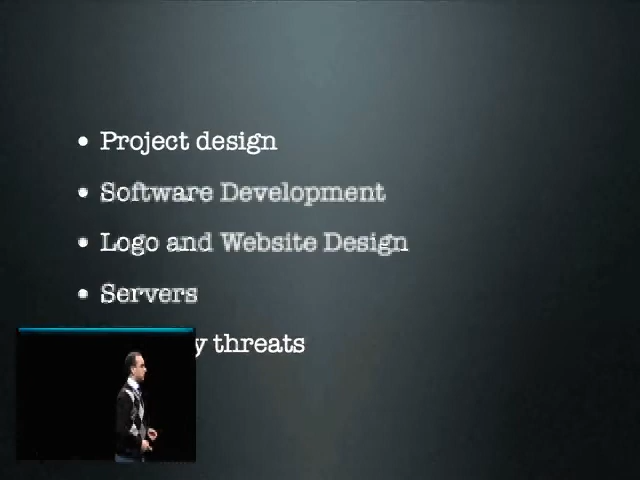 • Project design
• Software Development
• Logo and Website Design
• Servers
y threats